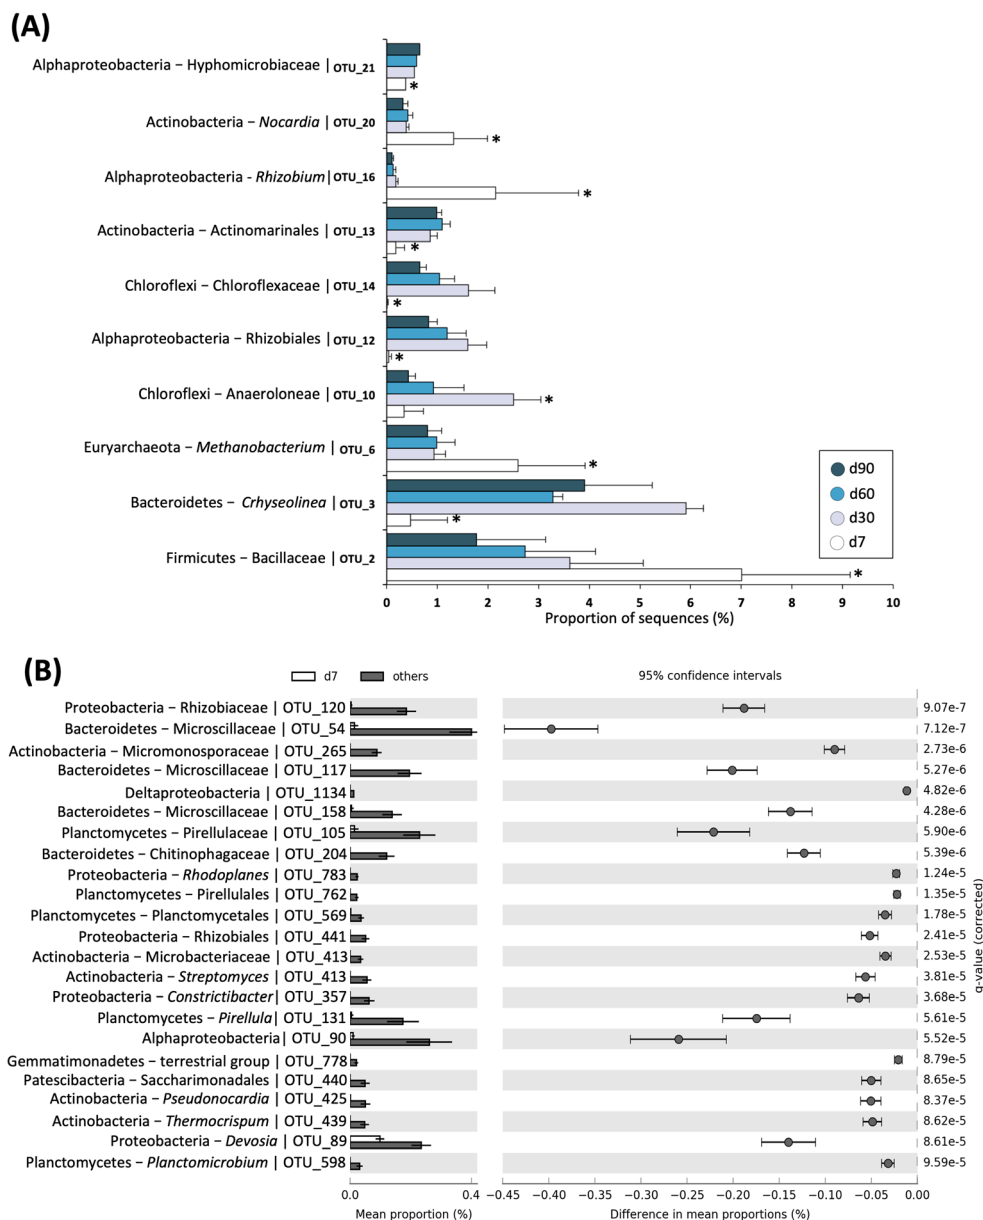 (A)
Alphaproteobacteria – Hyphomicrobiaceae | OTU_21
*
Actinobacteria – Nocardia | OTU_20
*
Alphaproteobacteria - Rhizobium | OTU_16
*
Actinobacteria – Actinomarinales | OTU_13
*
Chloroflexi – Chloroflexaceae | OTU_14
*
Alphaproteobacteria – Rhizobiales | OTU_12
*
Chloroflexi – Anaeroloneae | OTU_10
*
Euryarchaeota – Methanobacterium | OTU_6
*
Bacteroidetes – Crhyseolinea | OTU_3
*
Firmicutes – Bacillaceae | OTU_2
*
d90
d60
d30
d7
0 1 2 3 4 5 6 7 8 9 10
Proportion of sequences (%)
(B)
d7 others 95% confidence intervals
Proteobacteria – Rhizobiaceae | OTU_120 9.07e-7
Bacteroidetes – Microscillaceae | OTU_54 7.12e-7
Actinobacteria – Micromonosporaceae | OTU_265 2.73e-6
Bacteroidetes – Microscillaceae | OTU_117 5.27e-6
Deltaproteobacteria | OTU_1134 4.82e-6
Bacteroidetes – Microscillaceae | OTU_158 4.28e-6
Planctomycetes – Pirellulaceae | OTU_105 5.90e-6
Bacteroidetes – Chitinophagaceae | OTU_204 5.39e-6
Proteobacteria – Rhodoplanes | OTU_783 1.24e-5
Planctomycetes – Pirellulales | OTU_762 1.35e-5
Planctomycetes – Planctomycetales | OTU_569 1.78e-5
Proteobacteria – Rhizobiales | OTU_441 2.41e-5
Actinobacteria – Microbacteriaceae | OTU_413 2.53e-5
Actinobacteria – Streptomyces | OTU_413 3.81e-5
Proteobacteria – Constrictibacter | OTU_357 3.68e-5
Planctomycetes – Pirellula | OTU_131 5.61e-5
Alphaproteobacteria | OTU_90 5.52e-5
Gemmatimonadetes – terrestrial group | OTU_778 8.79e-5
Patescibacteria – Saccharimonadales | OTU_440 8.65e-5
Actinobacteria – Pseudonocardia | OTU_425 8.37e-5
Actinobacteria – Thermocrispum | OTU_439 8.62e-5
Proteobacteria – Devosia | OTU_89 8.61e-5
Planctomycetes – Planctomicrobium | OTU_598 9.59e-5
q-value (corrected)
0.0 0.4 −0.45 −0.40 −0.35 −0.30 −0.25 −0.20 −0.15 −0.10 −0.05 0.00
Mean proportion (%) Difference in mean proportions (%)